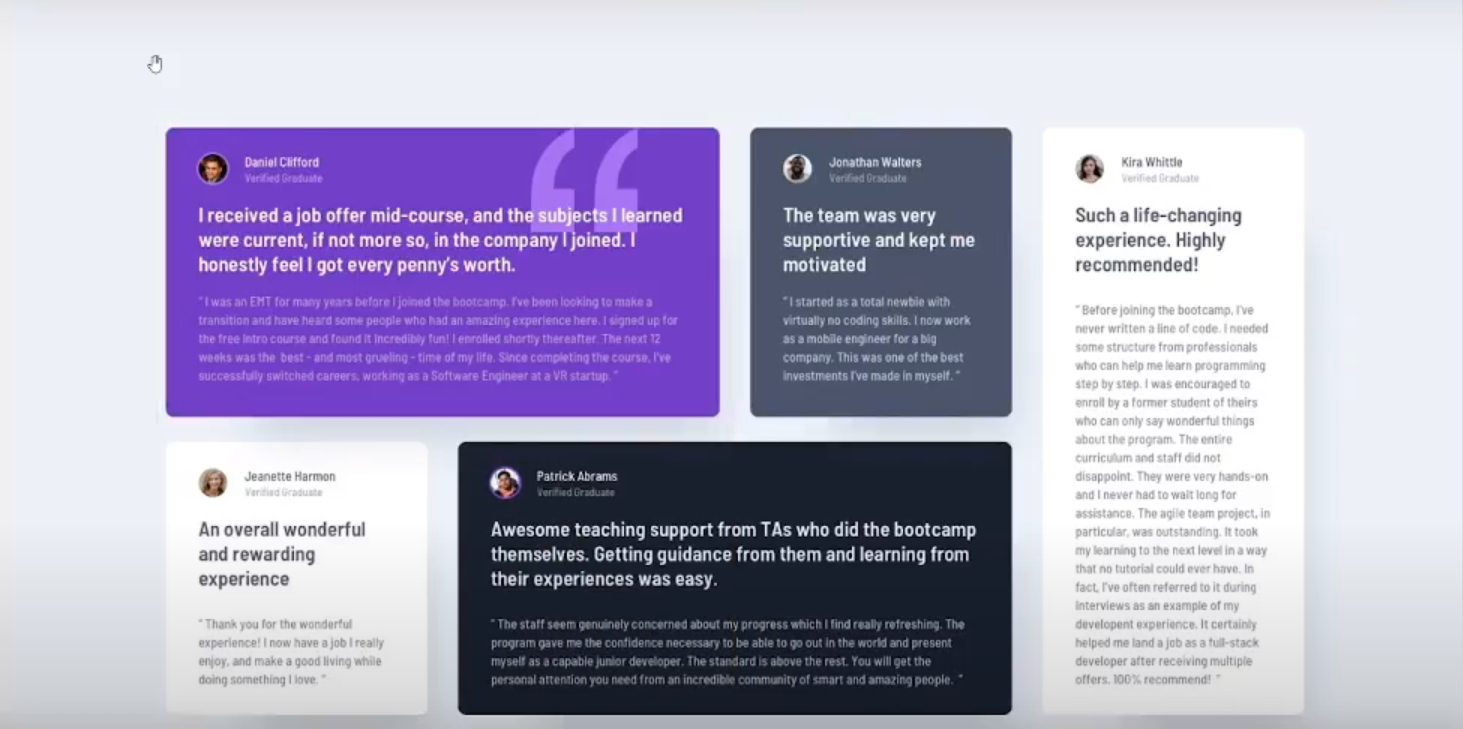 Daniel Clifford
Verified Graduate
I received a job offer mid-course, and the subjects I learned
were current, if not more so, in the company I joined. I
honestly feel I got every penny's worth.
“ I was an EMT for many years before I joined the bootcamp. I've been looking to make a
transition and have heard some people who had an amazing experience here. I signed up for
the free intro course and found it incredibly fun! I enrolled shortly thereafter. The next 12
weeks was the best - and most grueling - time of my life. Since completing the course, I've
successfully switched careers, working as a Software Engineer at a VR startup. ”
Jonathan Walters
Verified Graduate
The team was very
supportive and kept me
motivated
“ I started as a total newbie with
virtually no coding skills. I now work
as a mobile engineer for a big
company. This was one of the best
investments I've made in myself. ”
Kira Whittle
Verified Graduate
Such a life-changing
experience. Highly
recommended!
“ Before joining the bootcamp, I've
never written a line of code. I needed
some structure from professionals
who can help me learn programming
step by step. I was encouraged to
enroll by a former student of theirs
who can only say wonderful things
about the program. The entire
curriculum and staff did not
disappoint. They were very hands-on
and I never had to wait long for
assistance. The agile team project, in
particular, was outstanding. It took
my learning to the next level in a way
that no tutorial could ever have. In
fact, I've often referred to it during
interviews as an example of my
developent experience. It certainly
helped me land a job as a full-stack
developer after receiving multiple
offers. 100% recommend! ”
Jeanette Harmon
Verified Graduate
An overall wonderful
and rewarding
experience
“ Thank you for the wonderful
experience! I now have a job I really
enjoy, and make a good living while
doing something I love. ”
Patrick Abrams
Verified Graduate
Awesome teaching support from TAs who did the bootcamp
themselves. Getting guidance from them and learning from
their experiences was easy.
“ The staff seem genuinely concerned about my progress which I find really refreshing. The
program gave me the confidence necessary to be able to go out in the world and present
myself as a capable junior developer. The standard is above the rest. You will get the
personal attention you need from an incredible community of smart and amazing people. ”